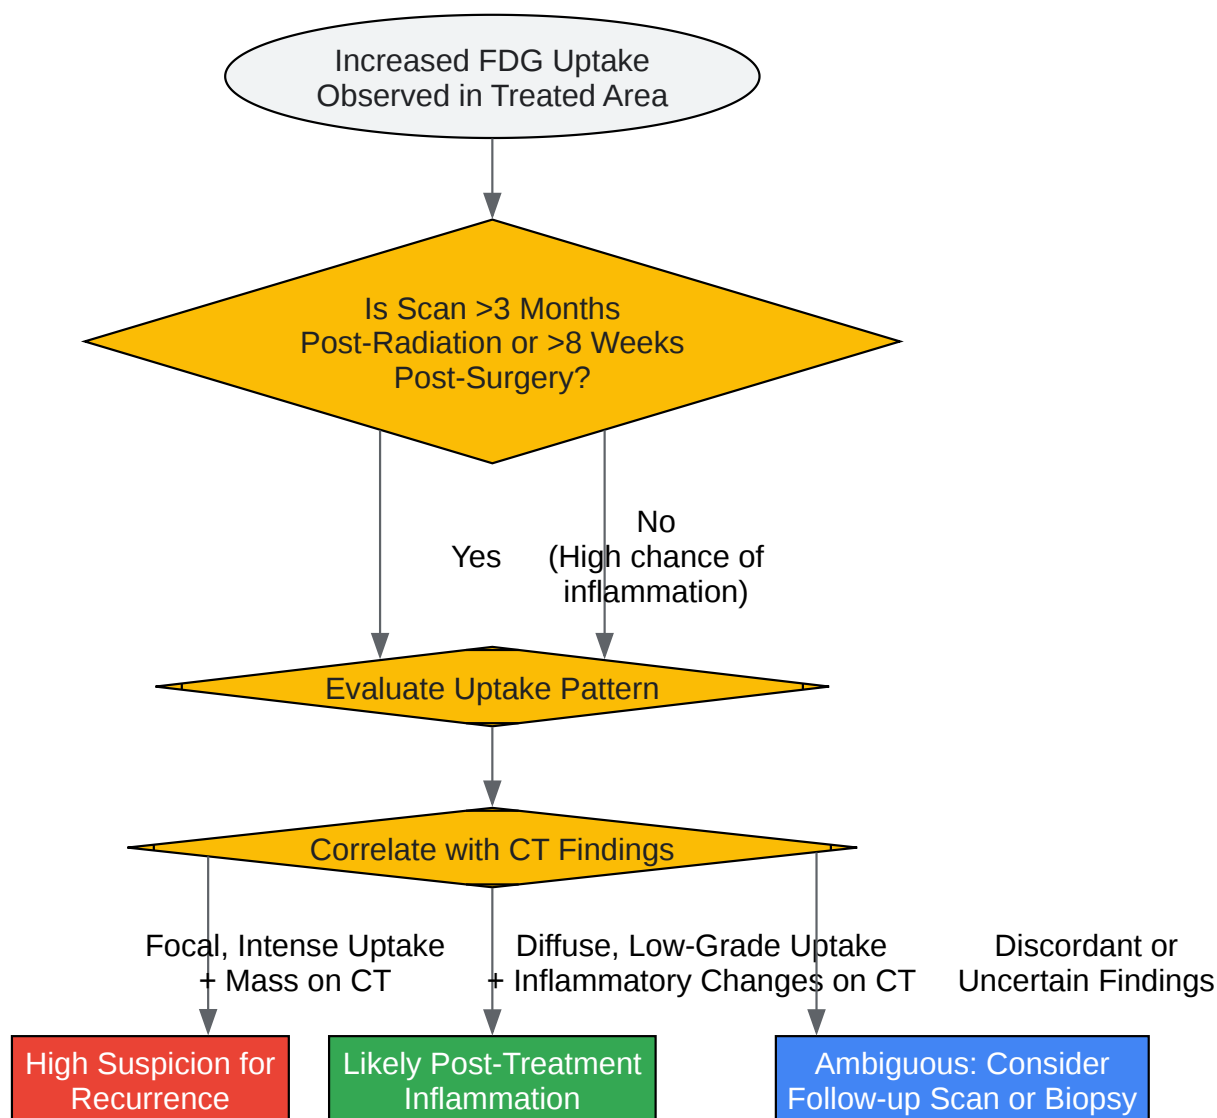 Increased FDG Uptake
Observed in Treated Area
Is Scan >3 Months
Post-Radiation or >8 Weeks
Post-Surgery?
Yes
No
(High chance of
inflammation)
Evaluate Uptake Pattern
Correlate with CT Findings
Focal, Intense Uptake
+ Mass on CT
Diffuse, Low-Grade Uptake
+ Inflammatory Changes on CT
Discordant or
Uncertain Findings
High Suspicion for
Recurrence
Likely Post-Treatment
Inflammation
Ambiguous: Consider
Follow-up Scan or Biopsy